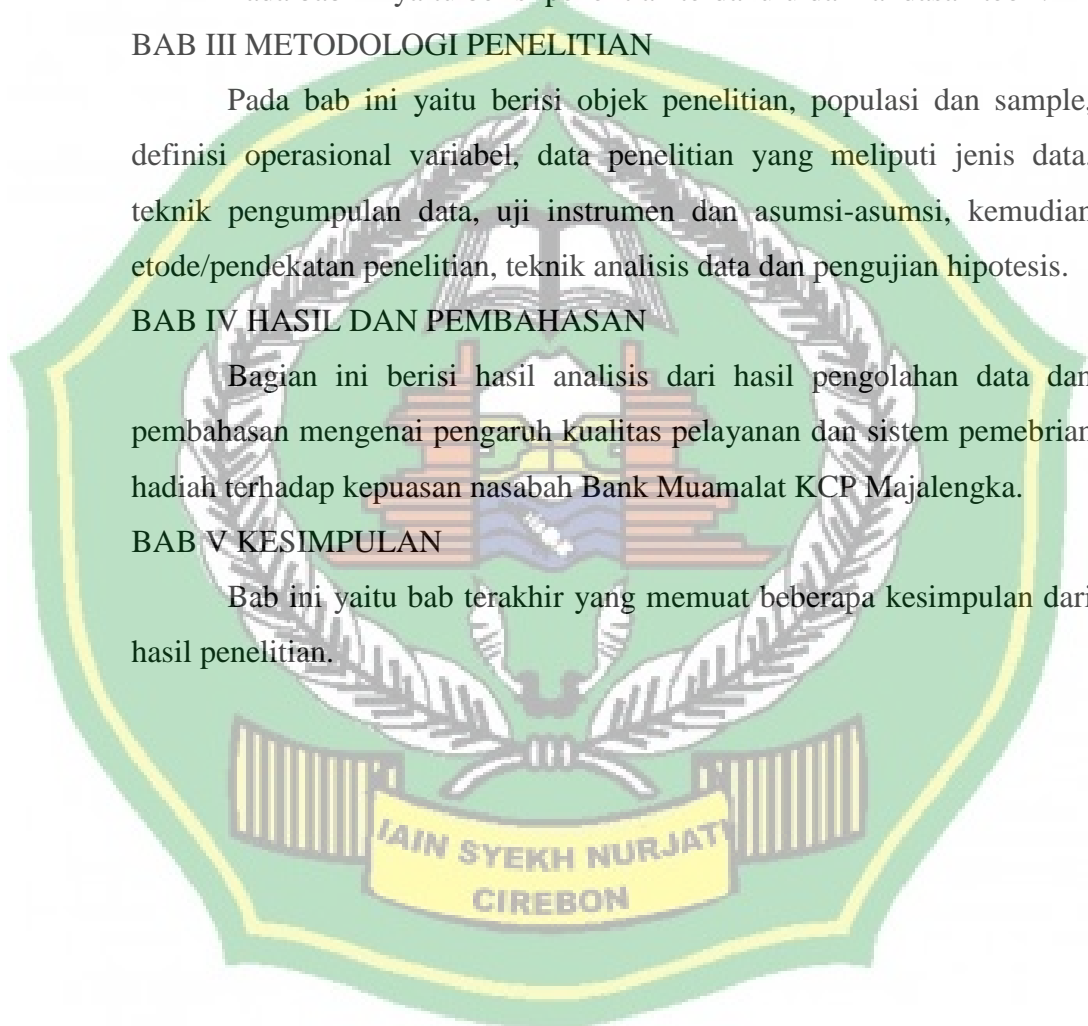 BAB III METODOLOGI PENELITIAN
Pada bab ini yaitu berisi objek penelitian, populasi dan sample,
definisi operasional variabel, data penelitian yang meliputi jenis data,
teknik pengumpulan data, uji instrumen dan asumsi-asumsi, kemudian
etode/pendekatan penelitian, teknik analisis data dan pengujian hipotesis.
BAB IV HASIL DAN PEMBAHASAN
Bagian ini berisi hasil analisis dari hasil pengolahan data dan
pembahasan mengenai pengaruh kualitas pelayanan dan sistem pemebrian
hadiah terhadap kepuasan nasabah Bank Muamalat KCP Majalengka.
BAB V KESIMPULAN
Bab ini yaitu bab terakhir yang memuat beberapa kesimpulan dari
hasil penelitian.
IAIN SYEKH NURJATI
CIREBON